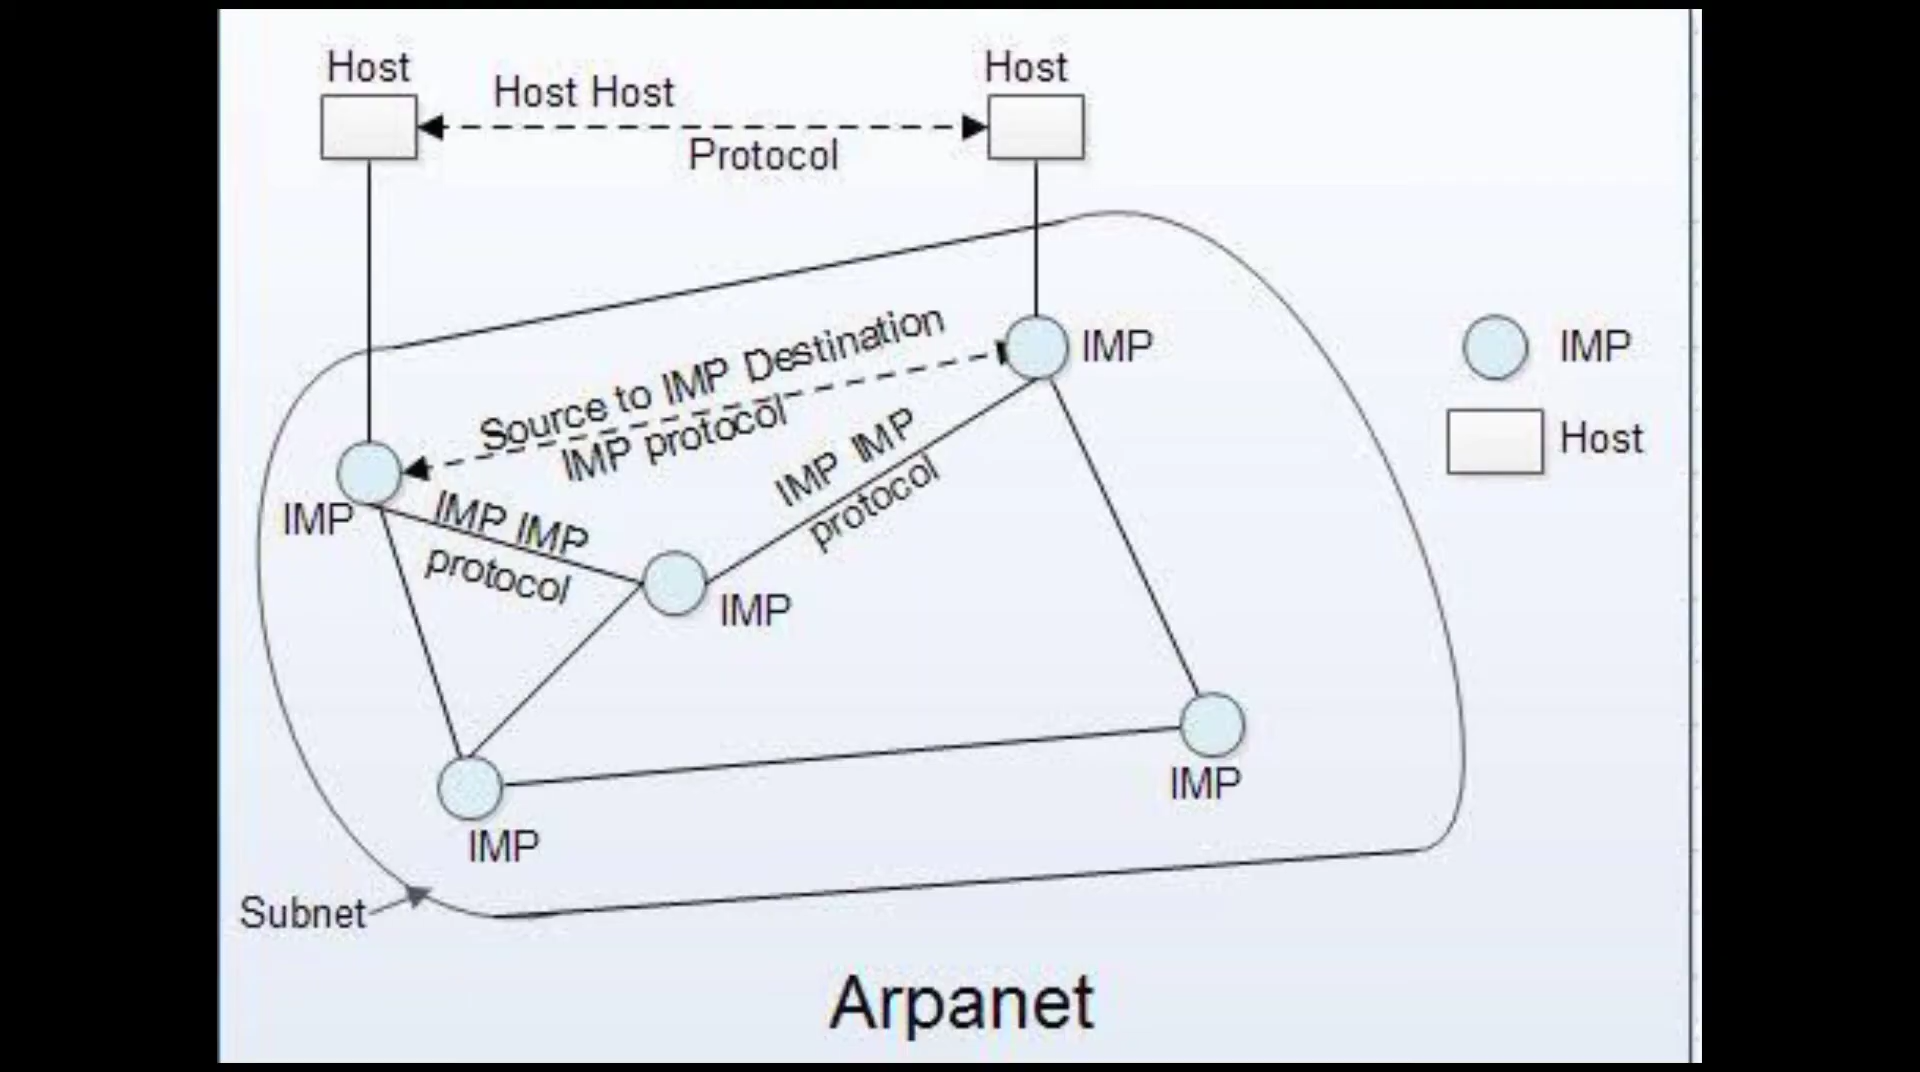 Host
Host
Host Host
Protocol
Source to IMP Destination
IMP protocol
IMP
IMP
Host
IMP IMP
protocol
IMP
IMP IMP
protocol
IMP
IMP
IMP
Subnet
Arpanet